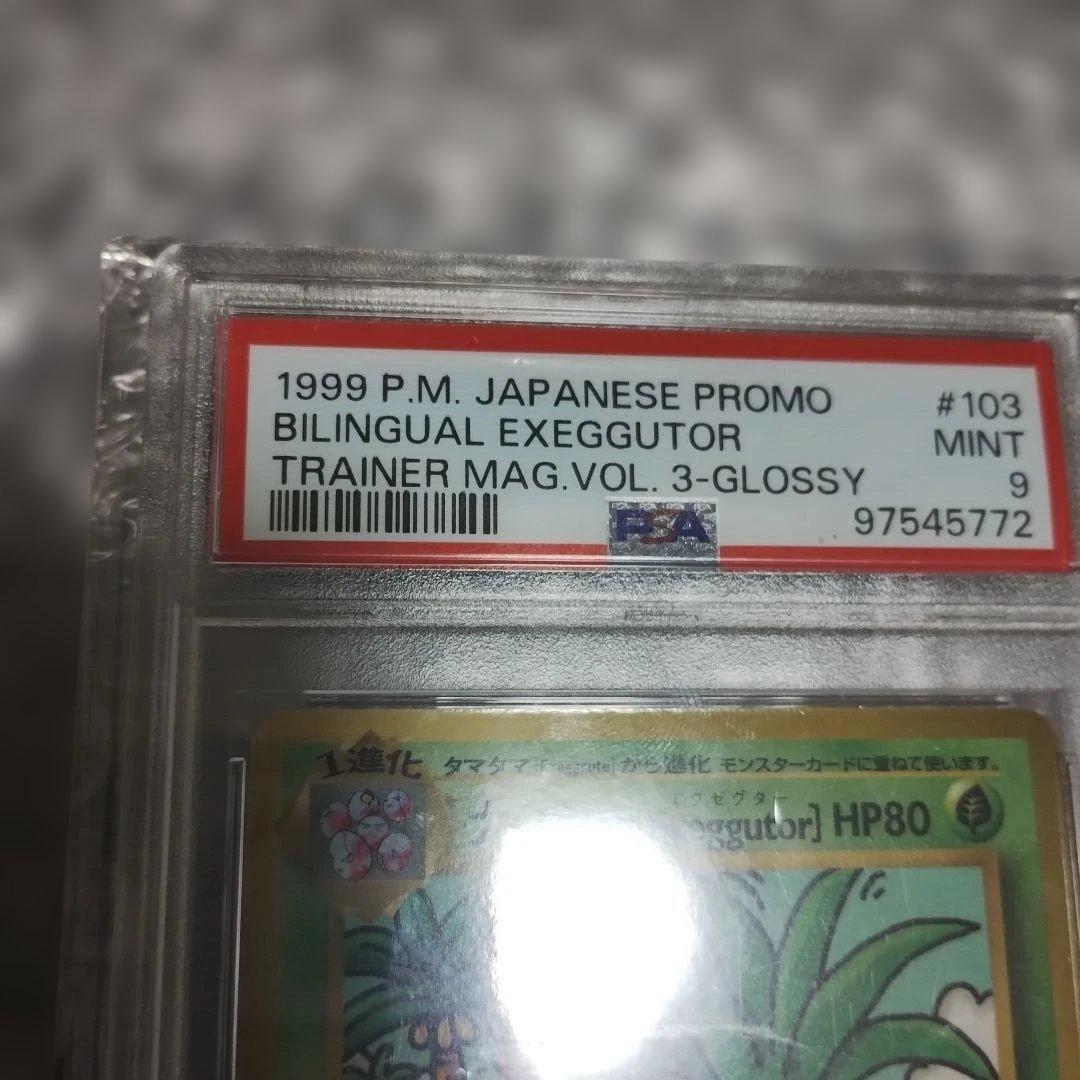 1999 P.M. JAPANESE PROMO #103
BILINGUAL EXEGGUTOR MINT
TRAINER MAG.VOL. 3-GLOSSY 9
PSA 97545772
1進化 タマタマ[Exeggcute]から進化 モンスターカードに重ねて使います。
エグゼグター
eggutor] HP80